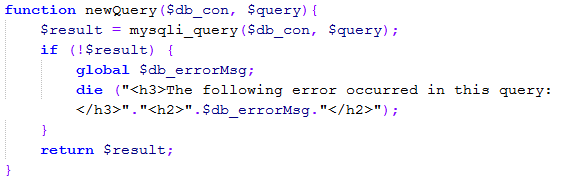 function newQuery($db_con, $query){
    $result = mysqli_query($db_con, $query);
    if (!$result) {
        global $db_errorMsg;
        die ("<h3>The following error occurred in this query:
        </h3>"."<h2>".$db_errorMsg."</h2>");
    }
    return $result;
}